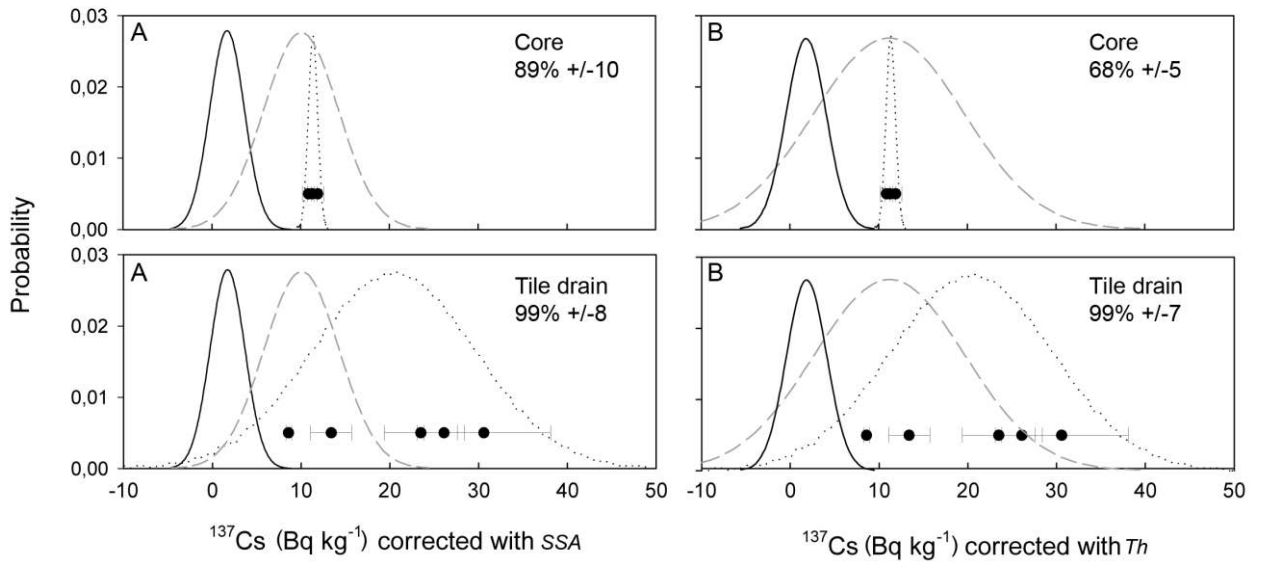 A
Core
89% +/-10
B
Core
68% +/-5
0,03
0,02
0,01
0,00
A
Tile drain
99% +/-8
B
Tile drain
99% +/-7
0,03
0,02
0,01
0,00
Probability
-10 0 10 20 30 40 50
-10 0 10 20 30 40 50
¹³⁷Cs (Bq kg⁻¹) corrected with SSA
¹³⁷Cs (Bq kg⁻¹) corrected with Th